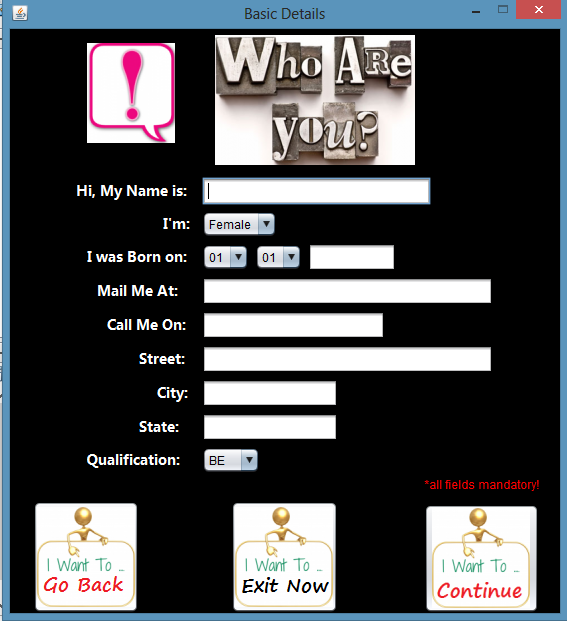 Basic Details
Who Are
you?
Hi, My Name is:
I'm: Female
I was Born on: 01 01
Mail Me At:
Call Me On:
Street:
City:
State:
Qualification: BE
*all fields mandatory!
I Want To ...
Go Back
I Want To ...
Exit Now
I Want To ...
Continue